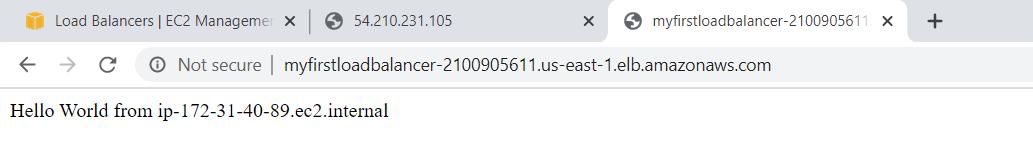 Load Balancers | EC2 Managemen
54.210.231.105
myfirstloadbalancer-2100905611
Not secure | myfirstloadbalancer-2100905611.us-east-1.elb.amazonaws.com
Hello World from ip-172-31-40-89.ec2.internal